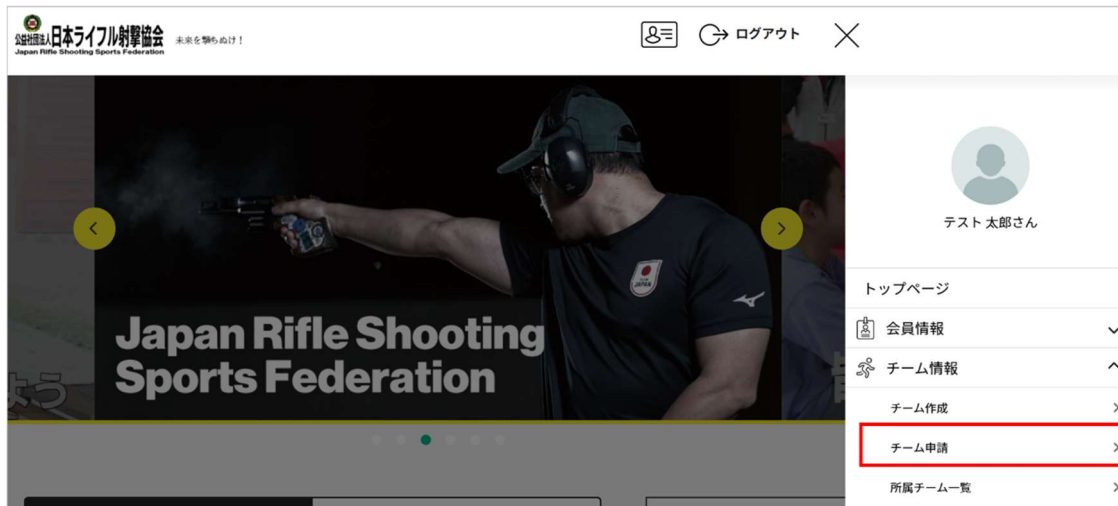 公益社団法人日本ライフル射撃協会
Japan Rifle Shooting Sports Federation
未来を撃ちぬけ！
ログアウト
Japan Rifle Shooting
Sports Federation
よう
JAPAN
テスト 太郎さん
トップページ
会員情報
チーム情報
チーム作成
チーム申請
所属チーム一覧